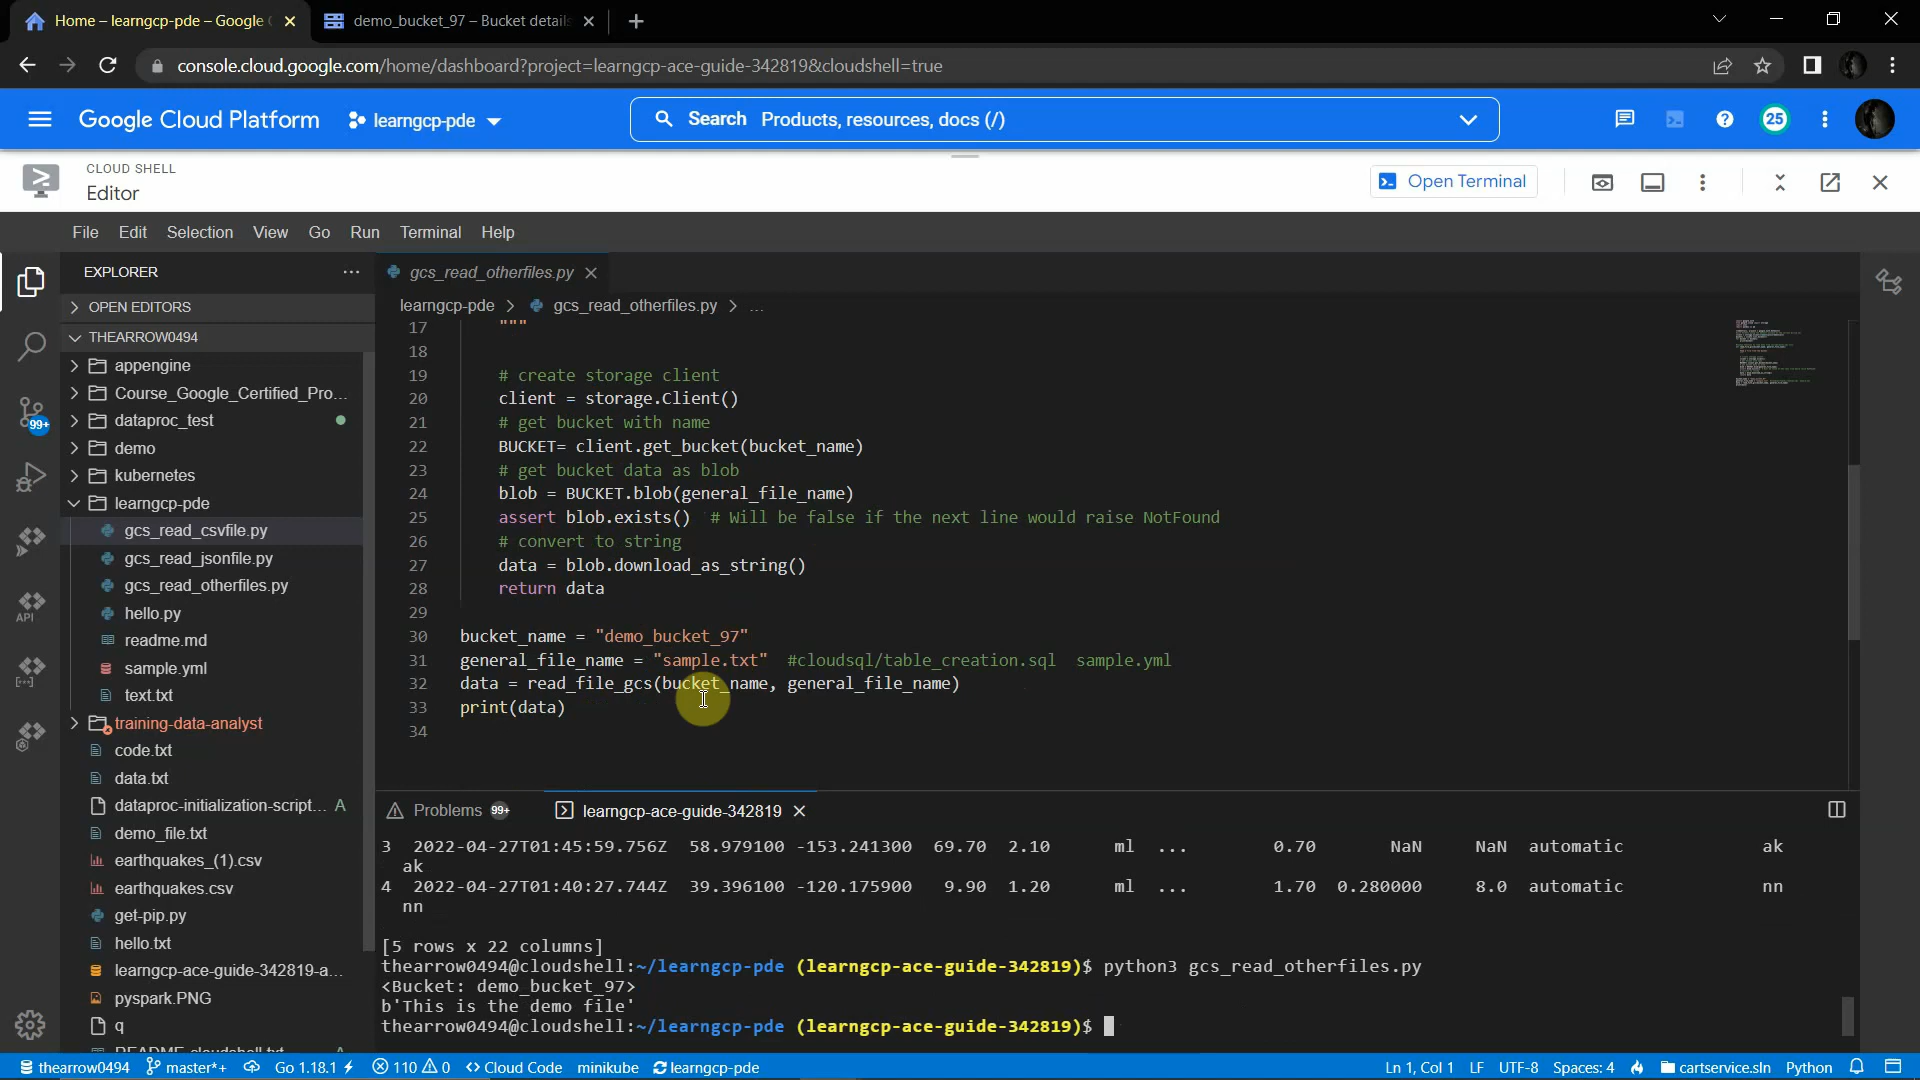 Home – learngcp-pde – Google
demo_bucket_97 – Bucket details
console.cloud.google.com/home/dashboard?project=learngcp-ace-guide-342819&cloudshell=true
Google Cloud Platform
learngcp-pde
Search Products, resources, docs (/)
25
CLOUD SHELL
Editor
Open Terminal
File Edit Selection View Go Run Terminal Help
EXPLORER
OPEN EDITORS
THEARROW0494
appengine
Course_Google_Certified_Pro...
dataproc_test
demo
kubernetes
learngcp-pde
gcs_read_csvfile.py
gcs_read_jsonfile.py
gcs_read_otherfiles.py
hello.py
readme.md
sample.yml
text.txt
training-data-analyst
code.txt
data.txt
dataproc-initialization-script... A
demo_file.txt
earthquakes_(1).csv
earthquakes.csv
get-pip.py
hello.txt
learngcp-ace-guide-342819-a...
pyspark.PNG
q
99+
API
gcs_read_otherfiles.py
learngcp-pde > gcs_read_otherfiles.py > ...
17 """
18
19 # create storage client
20 client = storage.Client()
21 # get bucket with name
22 BUCKET= client.get_bucket(bucket_name)
23 # get bucket data as blob
24 blob = BUCKET.blob(general_file_name)
25 assert blob.exists() # Will be false if the next line would raise NotFound
26 # convert to string
27 data = blob.download_as_string()
28 return data
29
30 bucket_name = "demo_bucket_97"
31 general_file_name = "sample.txt" #cloudsql/table_creation.sql sample.yml
32 data = read_file_gcs(bucket_name, general_file_name)
33 print(data)
34
Problems 99+
learngcp-ace-guide-342819
3 2022-04-27T01:45:59.756Z 58.979100 -153.241300 69.70 2.10 ml ... 0.70 NaN NaN automatic ak
ak
4 2022-04-27T01:40:27.744Z 39.396100 -120.175900 9.90 1.20 ml ... 1.70 0.280000 8.0 automatic nn
nn
[5 rows x 22 columns]
thearrow0494@cloudshell:~/learngcp-pde (learngcp-ace-guide-342819)$ python3 gcs_read_otherfiles.py
<Bucket: demo_bucket_97>
b'This is the demo file'
thearrow0494@cloudshell:~/learngcp-pde (learngcp-ace-guide-342819)$
thearrow0494 master*+ Go 1.18.1 110 0 Cloud Code minikube learngcp-pde
Ln 1, Col 1 LF UTF-8 Spaces: 4 cartservice.sln Python